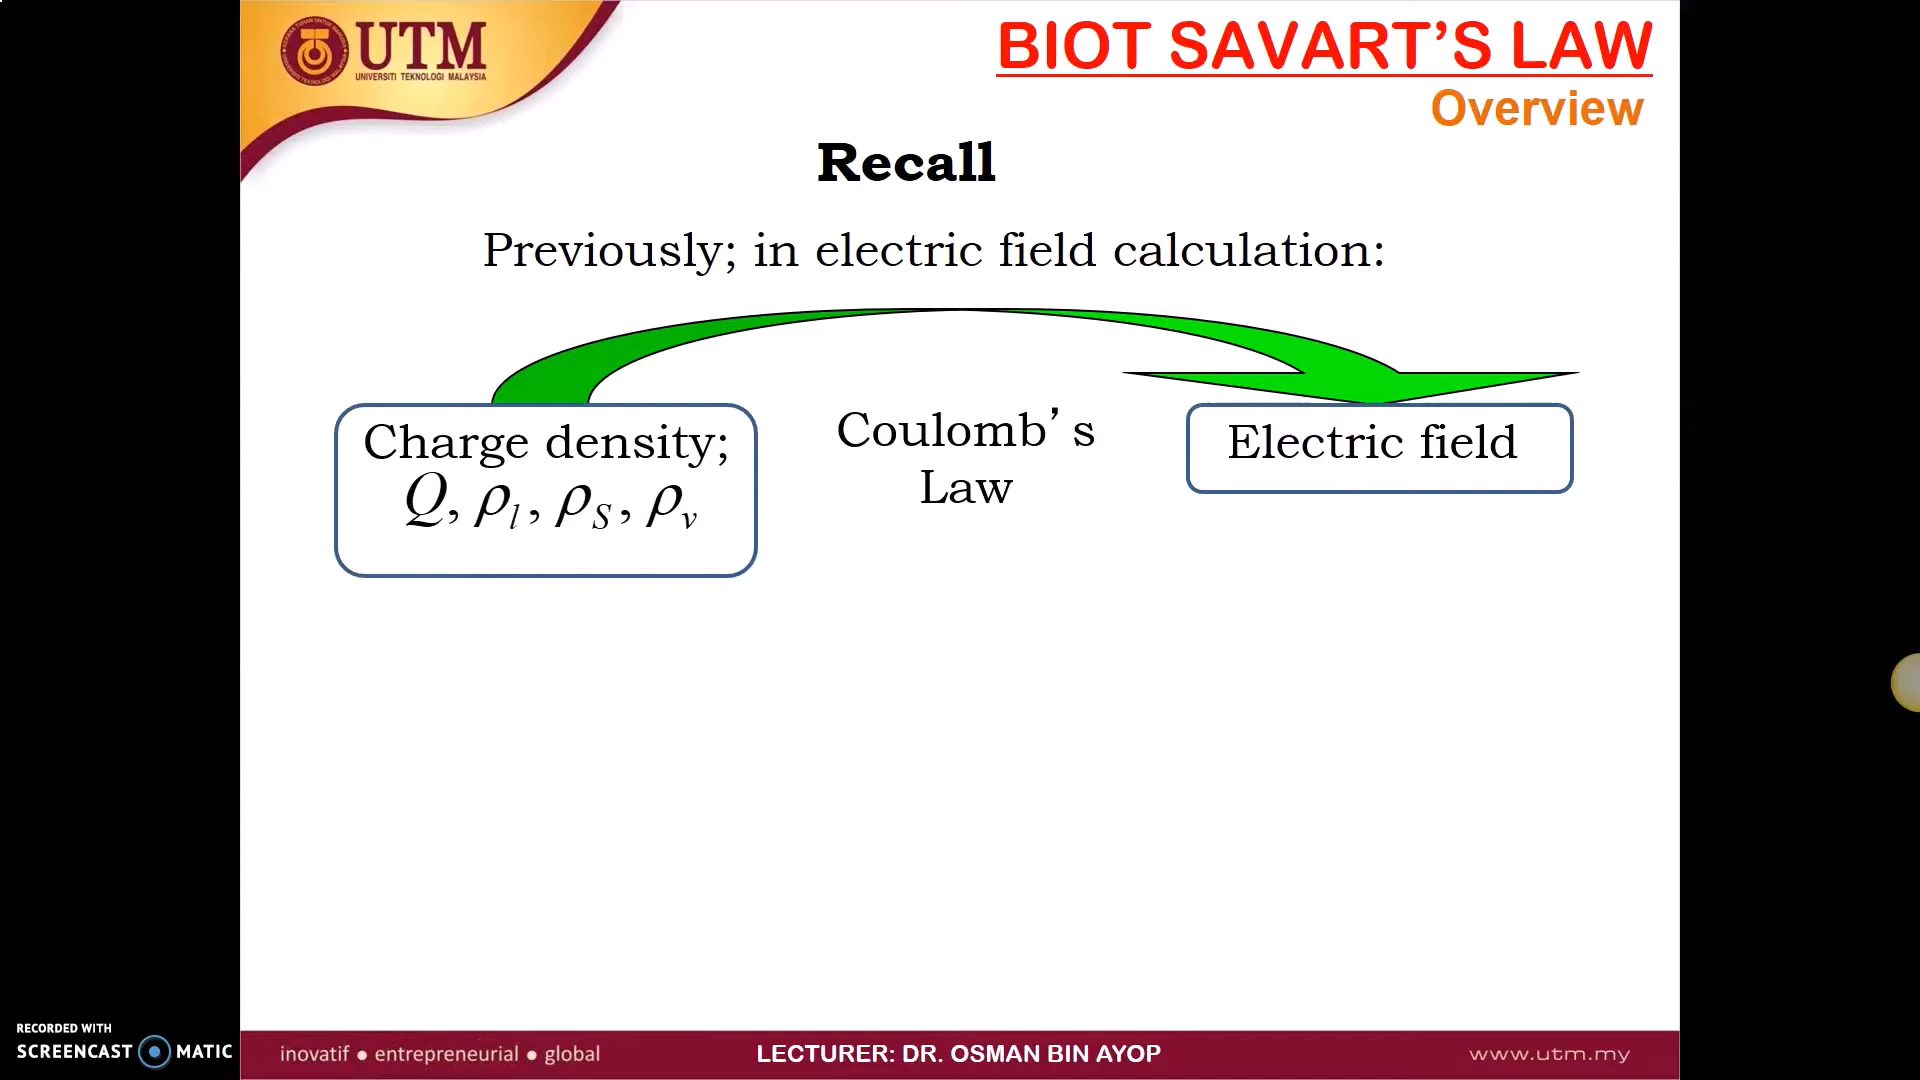 UTM
UNIVERSITI TEKNOLOGI MALAYSIA
BIOT SAVART’S LAW
Overview
Recall
Previously; in electric field calculation:
Charge density;
Q, ρl, ρS, ρv
Coulomb’s
Law
Electric field
RECORDED WITH
SCREENCAST MATIC
inovatif ● entrepreneurial ● global
LECTURER: DR. OSMAN BIN AYOP
www.utm.my